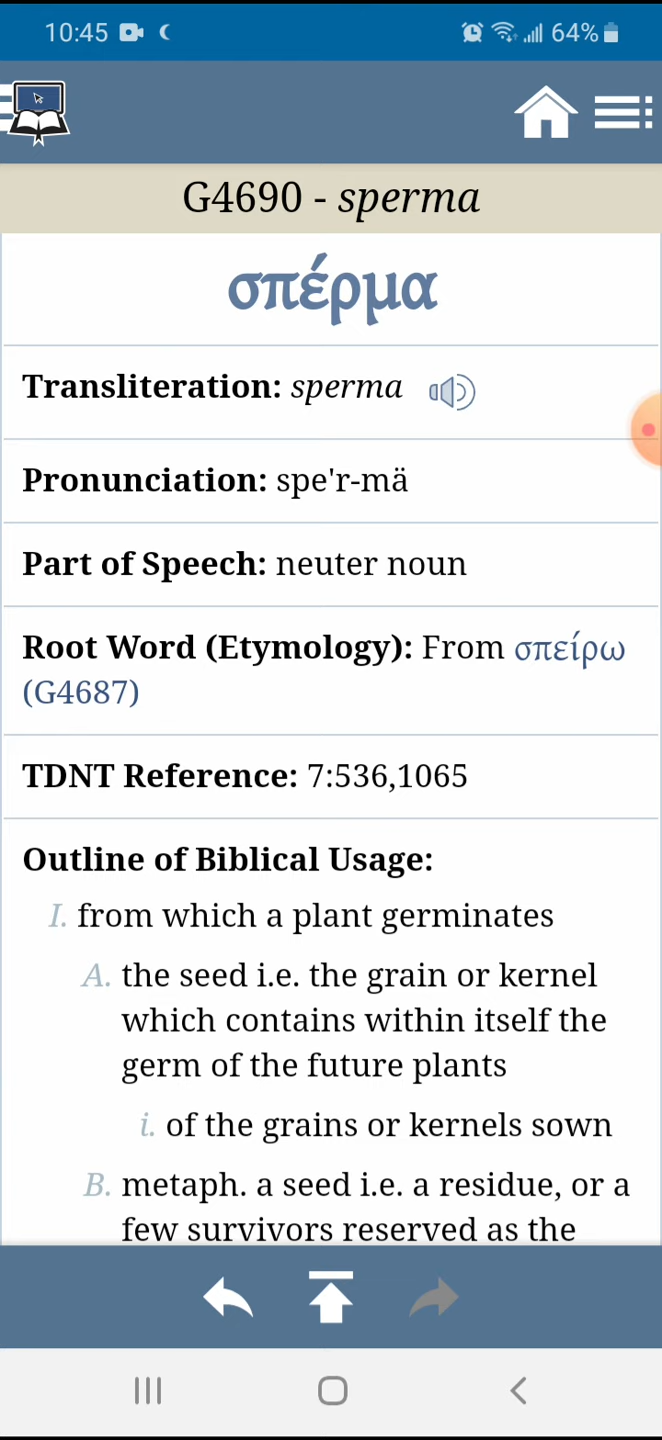 10:45 64%
G4690 - sperma
σπέρμα
Transliteration: sperma
Pronunciation: spe'r-mä
Part of Speech: neuter noun
Root Word (Etymology): From σπείρω
(G4687)
TDNT Reference: 7:536,1065
Outline of Biblical Usage:
I. from which a plant germinates
A. the seed i.e. the grain or kernel
which contains within itself the
germ of the future plants
i. of the grains or kernels sown
B. metaph. a seed i.e. a residue, or a
few survivors reserved as the